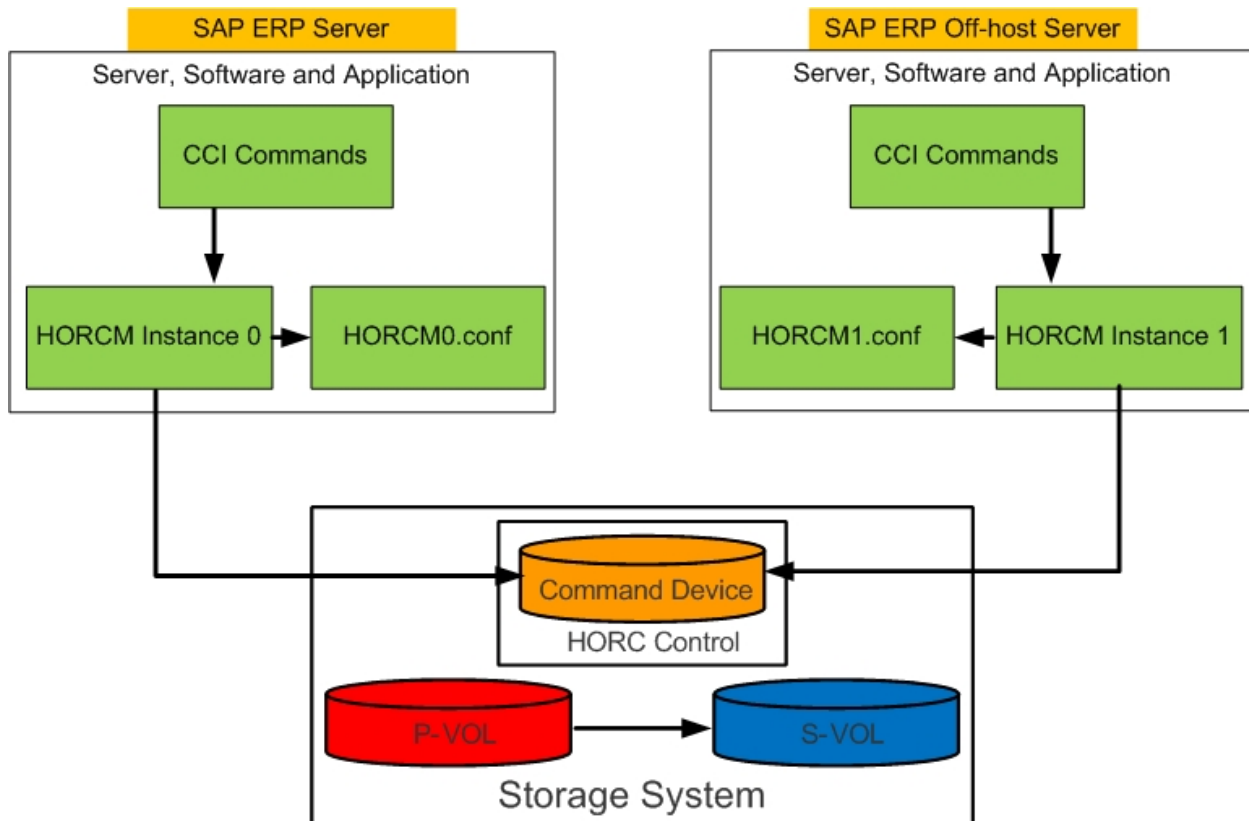 SAP ERP Server
Server, Software and Application
CCI Commands
HORCM Instance 0
HORCM0.conf
SAP ERP Off-host Server
Server, Software and Application
CCI Commands
HORCM1.conf
HORCM Instance 1
Command Device
HORC Control
P-VOL
S-VOL
Storage System